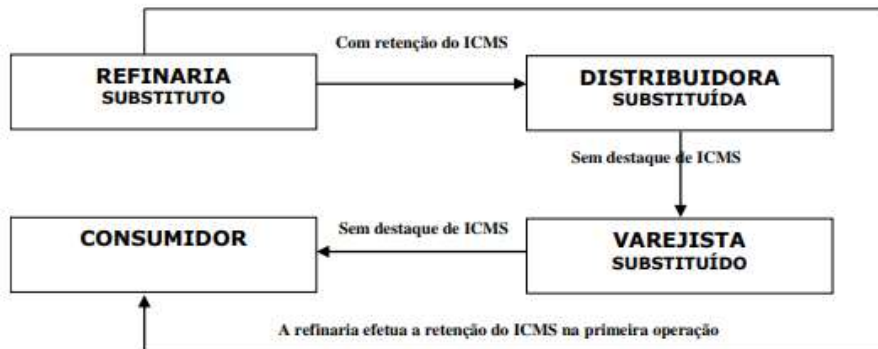 Com retenção do ICMS
REFINARIA
SUBSTITUTO
DISTRIBUIDORA
SUBSTITUÍDA
Sem destaque de ICMS
CONSUMIDOR
Sem destaque de ICMS
VAREJISTA
SUBSTITUÍDO
A refinaria efetua a retenção do ICMS na primeira operação